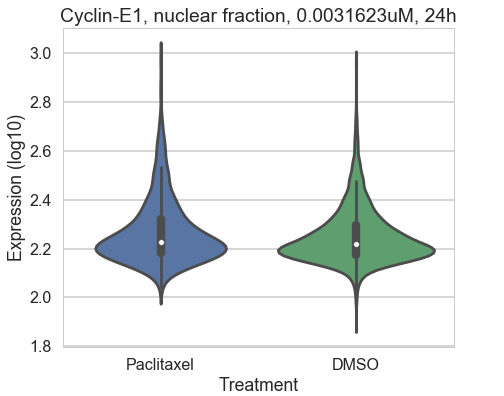 Cyclin-E1, nuclear fraction, 0.0031623uM, 24h
3.0
2.8
2.6
2.4
2.2
2.0
1.8
Expression (log10)
Paclitaxel DMSO
Treatment